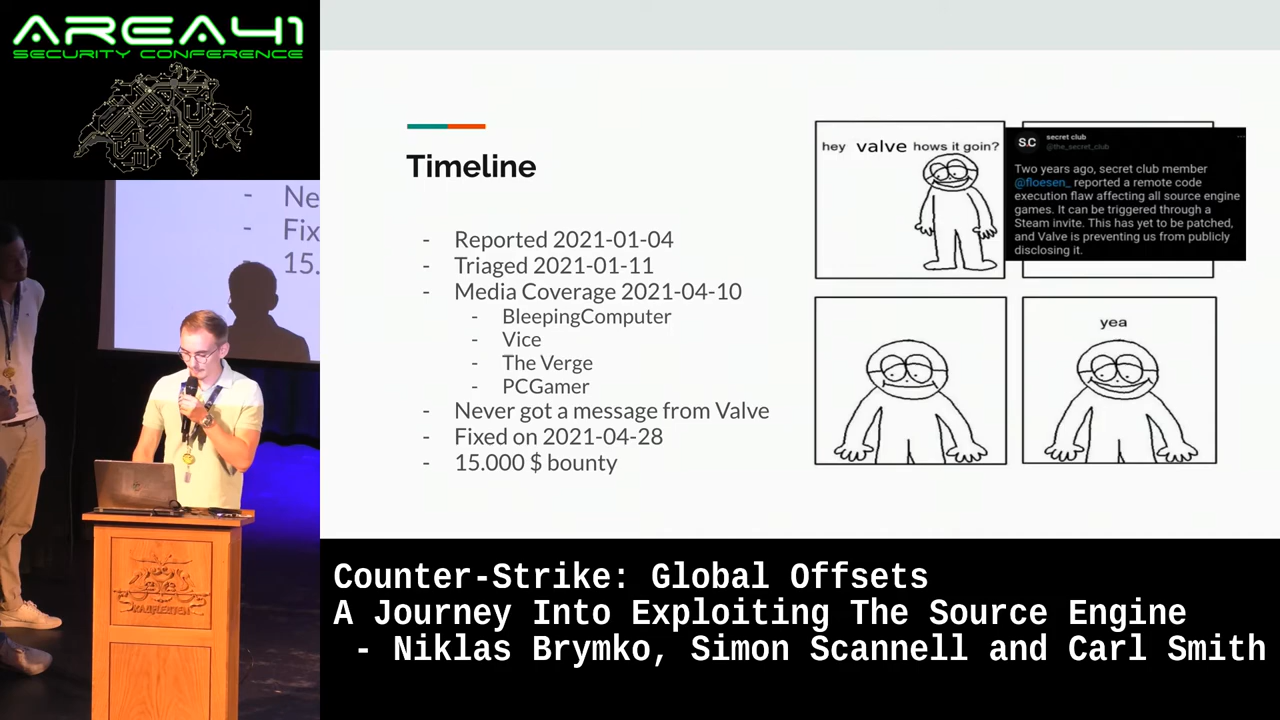 AREA41
SECURITY CONFERENCE
- Ne
- Fix
15.
Timeline
- Reported 2021-01-04
- Triaged 2021-01-11
- Media Coverage 2021-04-10
- BleepingComputer
- Vice
- The Verge
- PCGamer
- Never got a message from Valve
- Fixed on 2021-04-28
- 15.000 $ bounty
hey valve hows it goin?
S.C
secret club
@the_secret_club
Two years ago, secret club member
@floesen_ reported a remote code
execution flaw affecting all source engine
games. It can be triggered through a
Steam invite. This has yet to be patched,
and Valve is preventing us from publicly
disclosing it.
yea
Counter-Strike: Global Offsets
A Journey Into Exploiting The Source Engine
- Niklas Brymko, Simon Scannell and Carl Smith